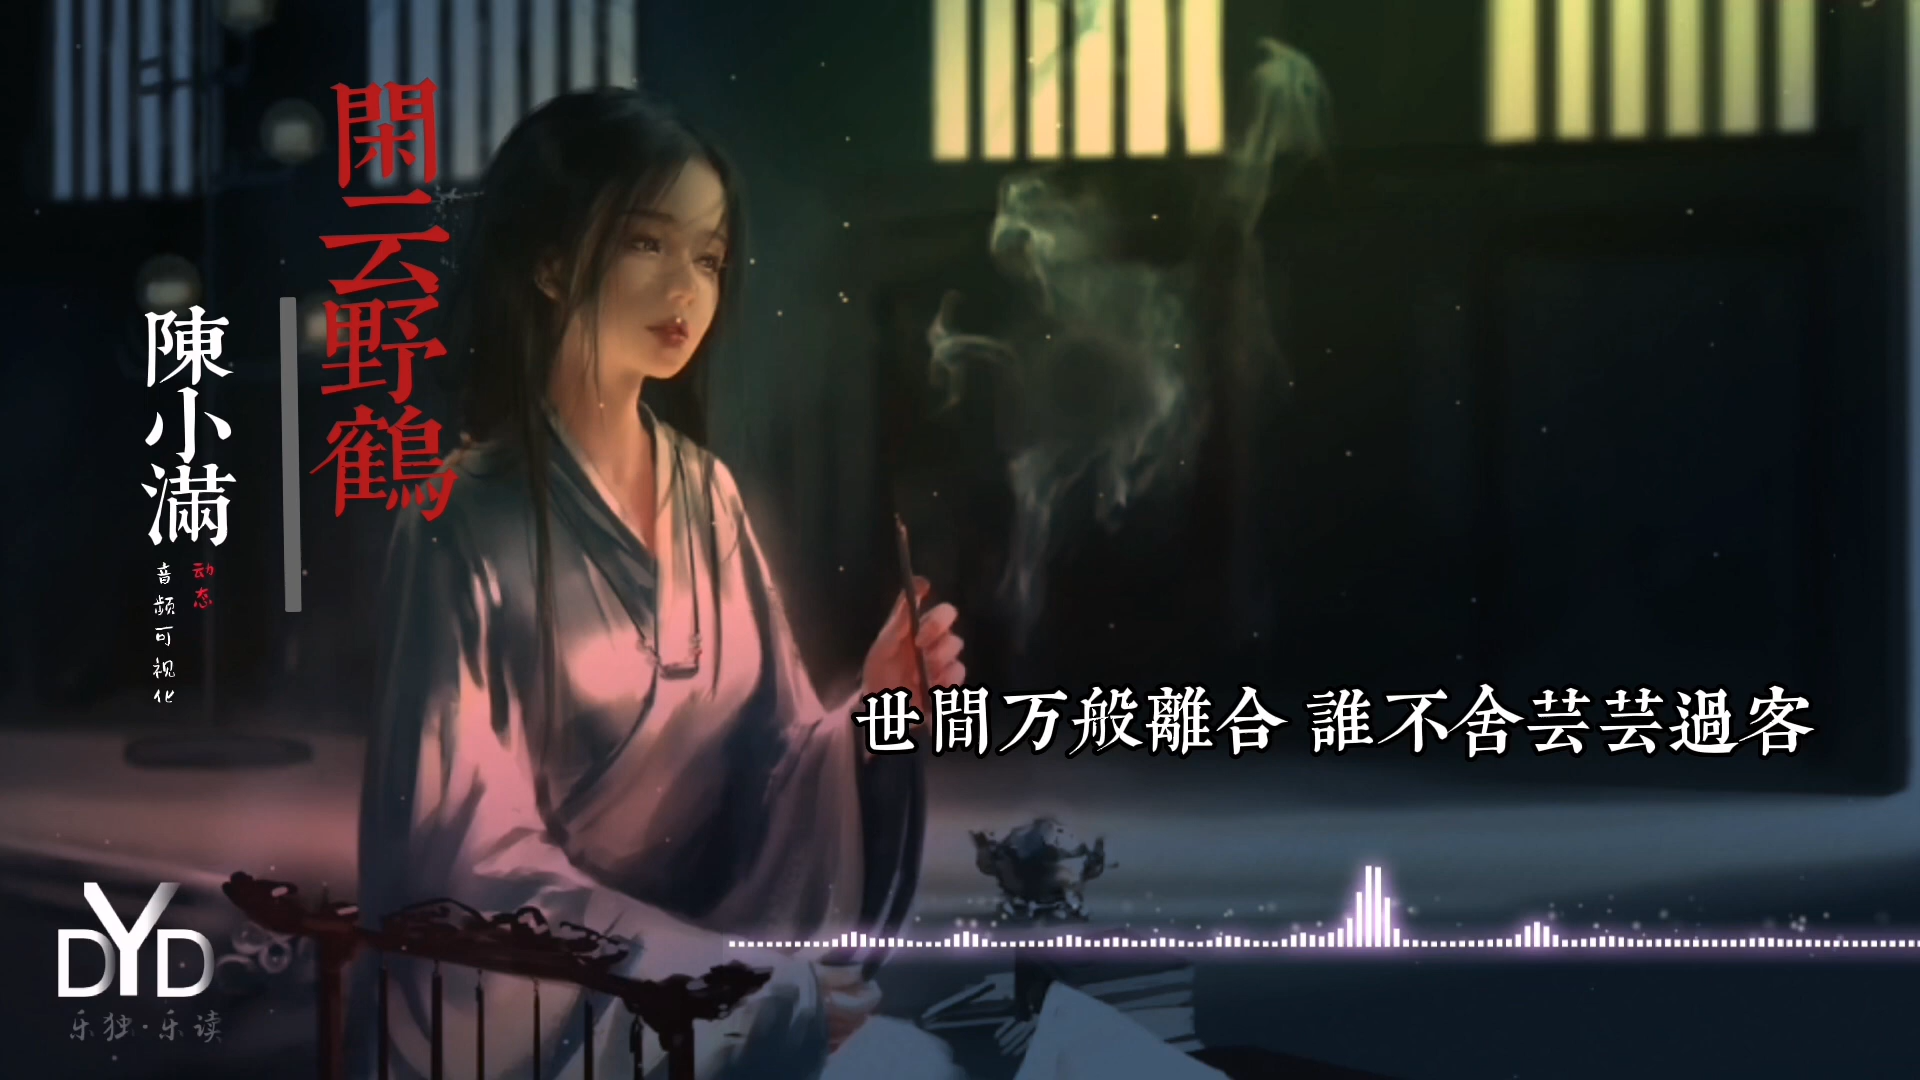 閑云野鶴
陳小滿
动态
音频可视化
世間万般離合 誰不舍芸芸過客
DYD
乐独·乐读